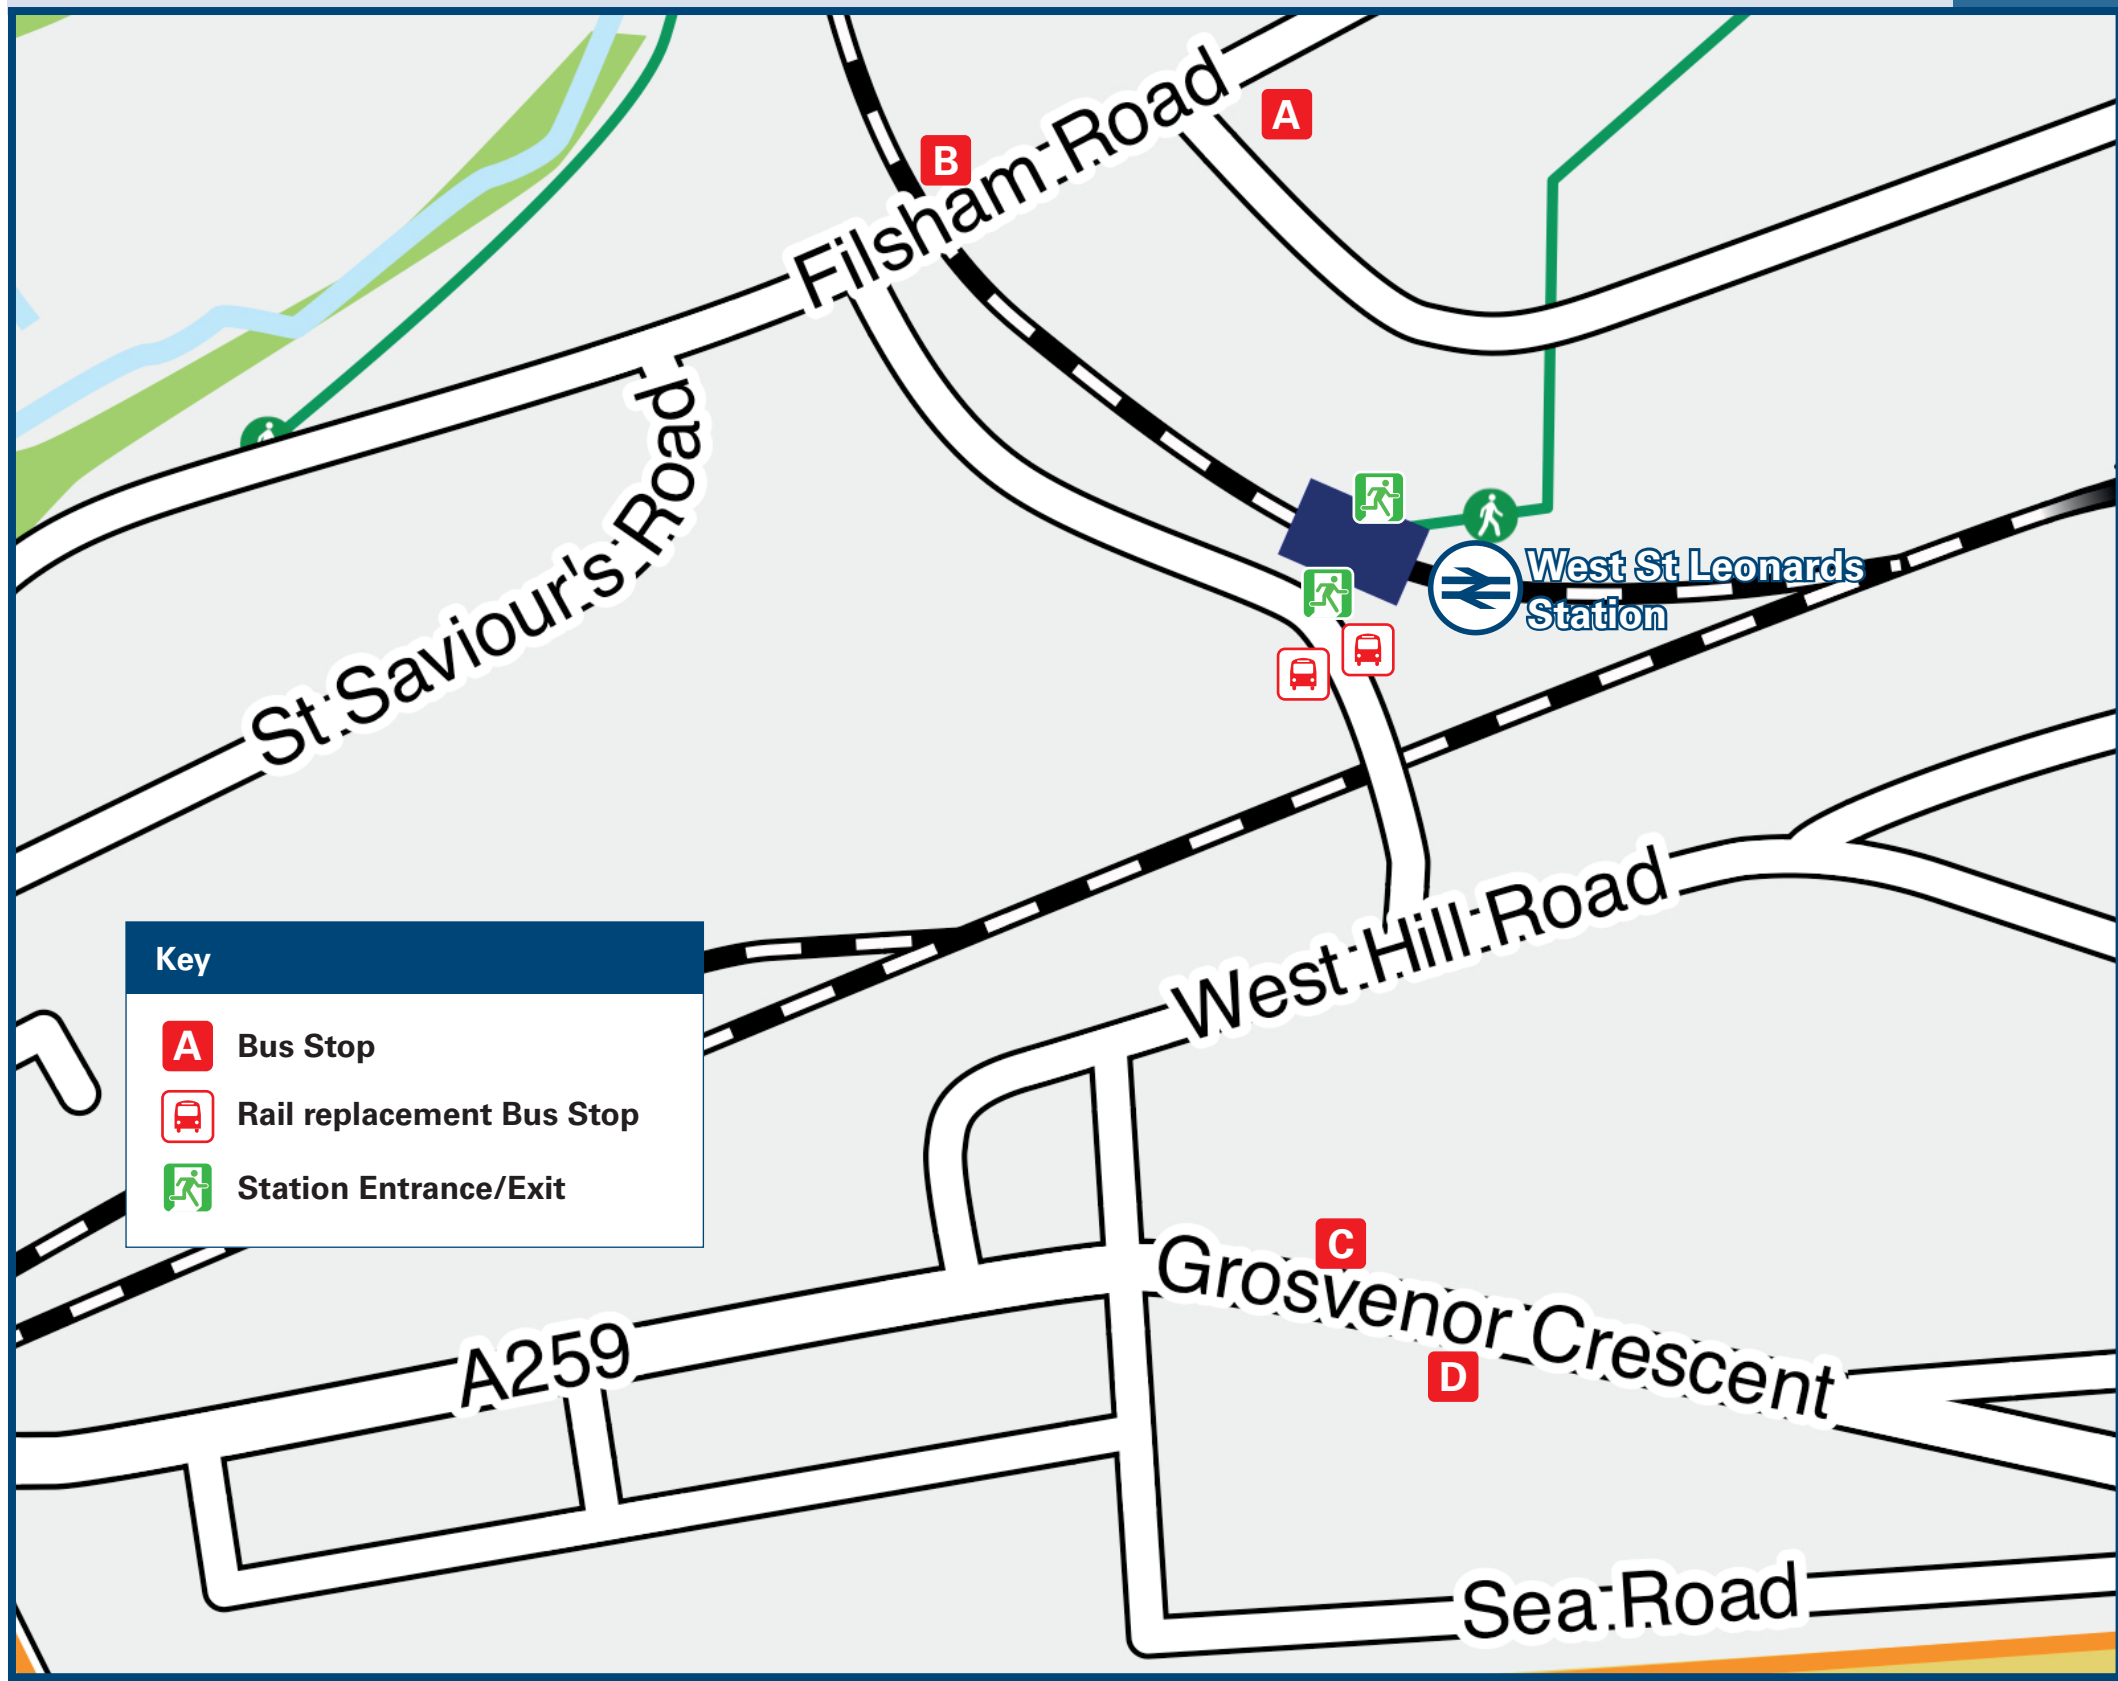 A
B
Filsham Road
St Saviour's Road
West St Leonards
Station
West Hill Road
Key
A Bus Stop
Rail replacement Bus Stop
Station Entrance/Exit
C
Grosvenor Crescent
D
A259
Sea Road